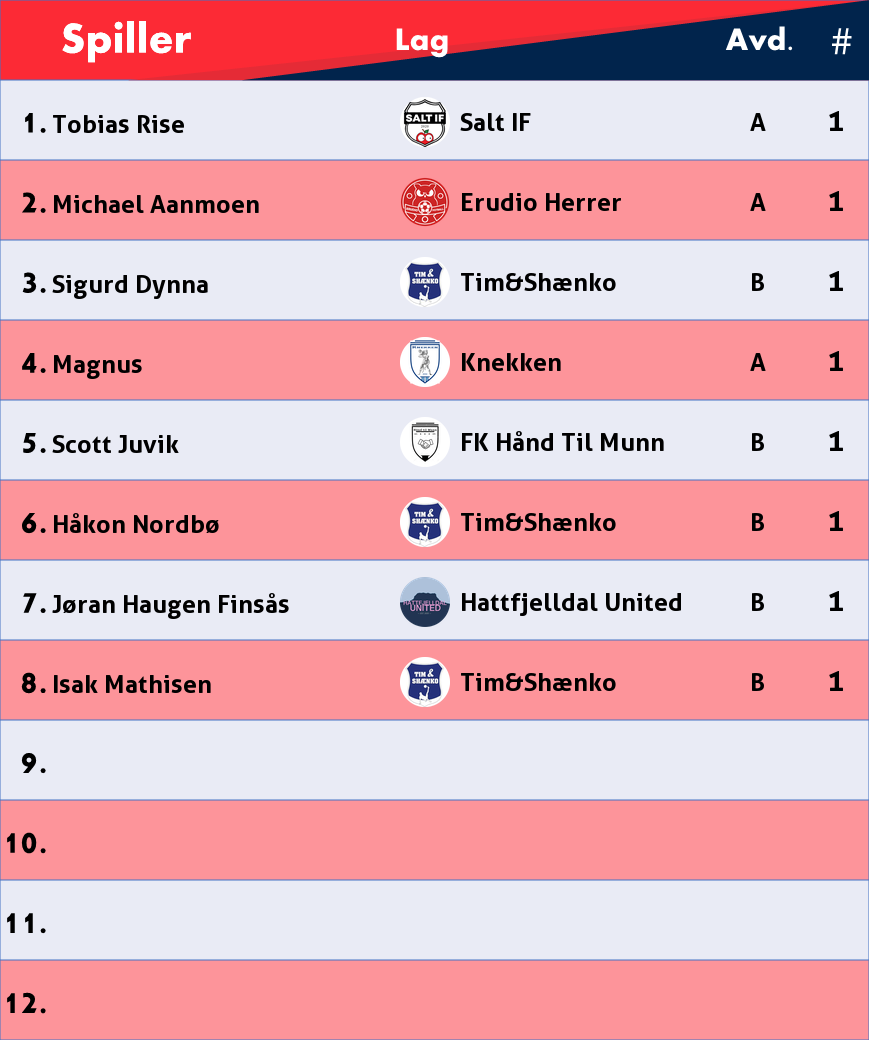 Spiller Lag Avd. #
1. Tobias Rise SALT IF Salt IF A 1
2. Michael Aanmoen Erudio Herrer A 1
3. Sigurd Dynna TIM & SHÆNKO Tim&Shænko B 1
4. Magnus Knekken A 1
5. Scott Juvik FK Hånd Til Munn B 1
6. Håkon Nordbø TIM & SHÆNKO Tim&Shænko B 1
7. Jøran Haugen Finsås HATTFJELLDAL UNITED Hattfjelldal United B 1
8. Isak Mathisen TIM & SHÆNKO Tim&Shænko B 1
9.
10.
11.
12.